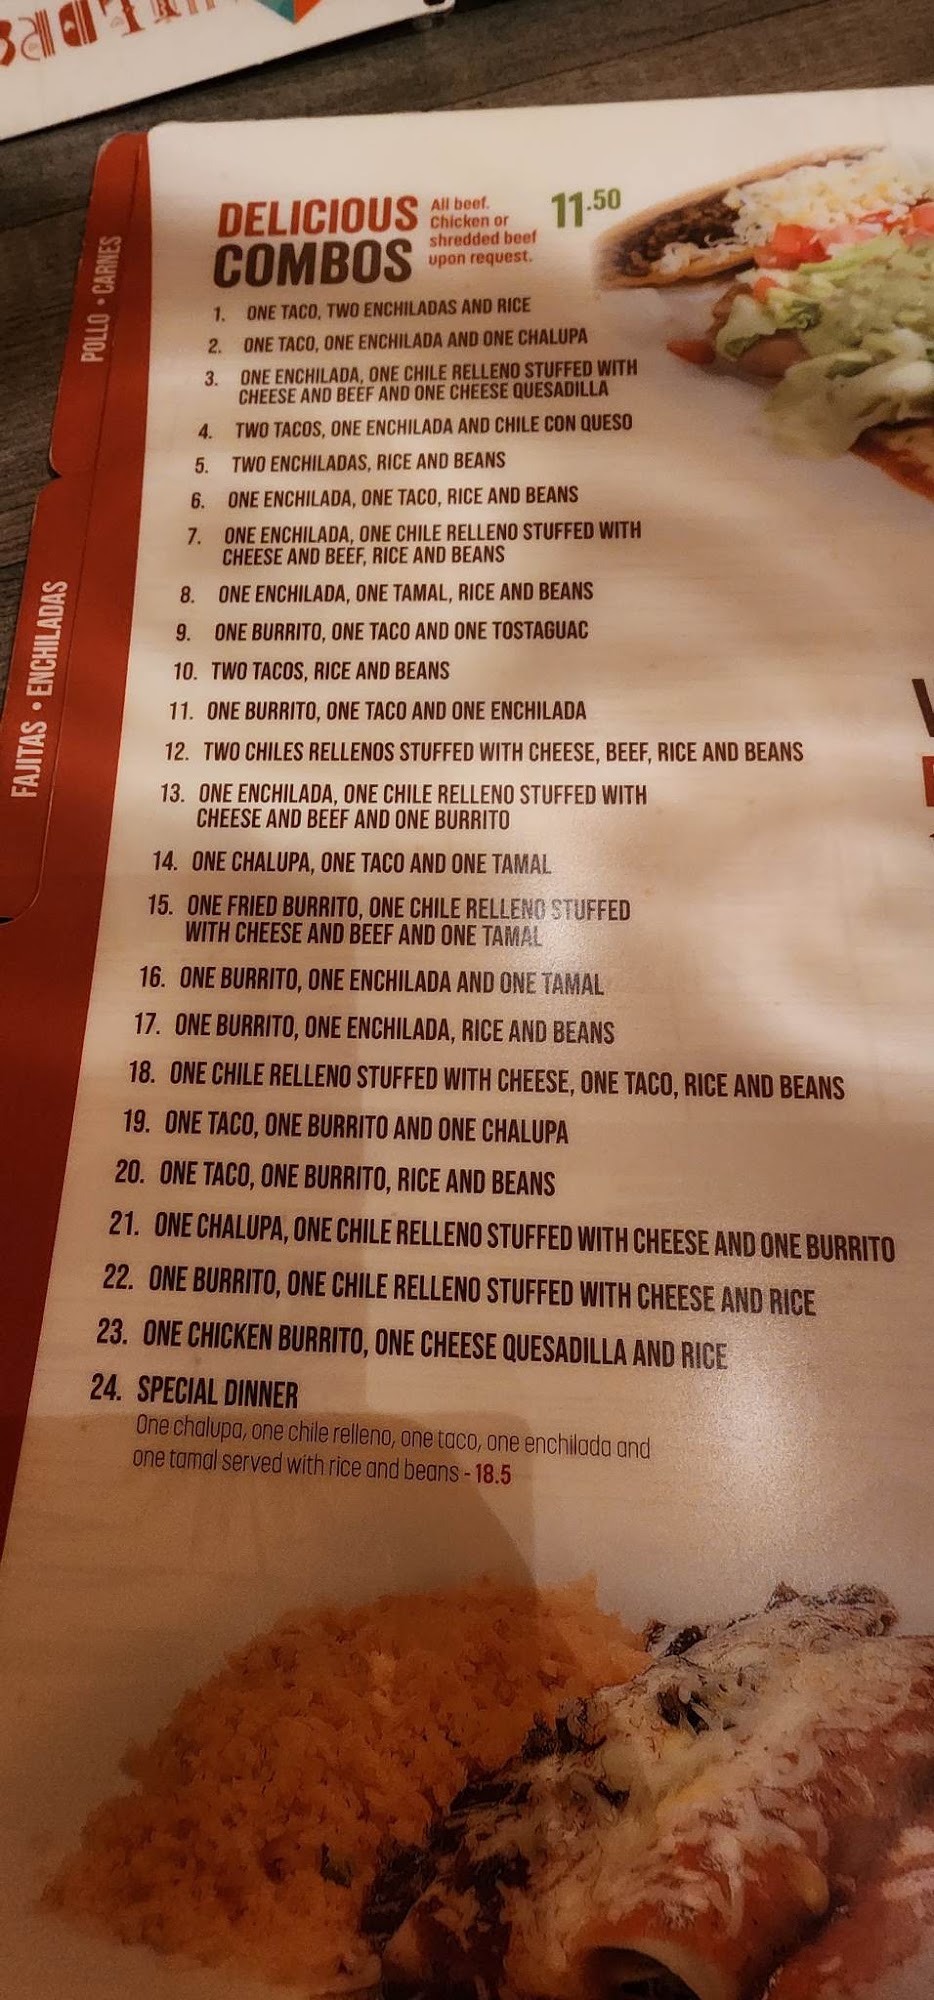 POLLO • CARNES
FAJITAS • ENCHILADAS
DELICIOUS
COMBOS
All beef.
Chicken or
shredded beef
upon request.
11.50
1. ONE TACO, TWO ENCHILADAS AND RICE
2. ONE TACO, ONE ENCHILADA AND ONE CHALUPA
3. ONE ENCHILADA, ONE CHILE RELLENO STUFFED WITH
CHEESE AND BEEF AND ONE CHEESE QUESADILLA
4. TWO TACOS, ONE ENCHILADA AND CHILE CON QUESO
5. TWO ENCHILADAS, RICE AND BEANS
6. ONE ENCHILADA, ONE TACO, RICE AND BEANS
7. ONE ENCHILADA, ONE CHILE RELLENO STUFFED WITH
CHEESE AND BEEF, RICE AND BEANS
8. ONE ENCHILADA, ONE TAMAL, RICE AND BEANS
9. ONE BURRITO, ONE TACO AND ONE TOSTAGUAC
10. TWO TACOS, RICE AND BEANS
11. ONE BURRITO, ONE TACO AND ONE ENCHILADA
12. TWO CHILES RELLENOS STUFFED WITH CHEESE, BEEF, RICE AND BEANS
13. ONE ENCHILADA, ONE CHILE RELLENO STUFFED WITH
CHEESE AND BEEF AND ONE BURRITO
14. ONE CHALUPA, ONE TACO AND ONE TAMAL
15. ONE FRIED BURRITO, ONE CHILE RELLENO STUFFED
WITH CHEESE AND BEEF AND ONE TAMAL
16. ONE BURRITO, ONE ENCHILADA AND ONE TAMAL
17. ONE BURRITO, ONE ENCHILADA, RICE AND BEANS
18. ONE CHILE RELLENO STUFFED WITH CHEESE, ONE TACO, RICE AND BEANS
19. ONE TACO, ONE BURRITO AND ONE CHALUPA
20. ONE TACO, ONE BURRITO, RICE AND BEANS
21. ONE CHALUPA, ONE CHILE RELLENO STUFFED WITH CHEESE AND ONE BURRITO
22. ONE BURRITO, ONE CHILE RELLENO STUFFED WITH CHEESE AND RICE
23. ONE CHICKEN BURRITO, ONE CHEESE QUESADILLA AND RICE
24. SPECIAL DINNER
One chalupa, one chile relleno, one taco, one enchilada and
one tamal served with rice and beans - 18.5